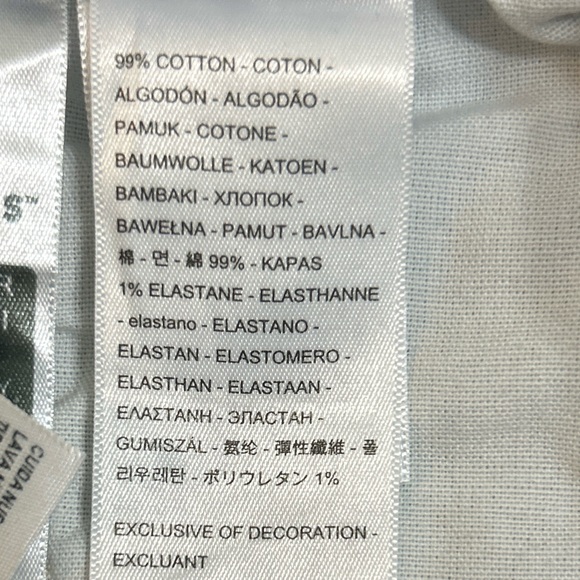 99% COTTON - COTON -
ALGODÓN - ALGODÃO -
PAMUK - COTONE -
BAUMWOLLE - KATOEN -
BAMBAKI - ХЛОПОК -
BAWEŁNA - PAMUT - BAVLNA -
棉 - 면 - 綿 99% - KAPAS
1% ELASTANE - ELASTHANNE
- elastano - ELASTANO -
ELASTAN - ELASTOMERO -
ELASTHAN - ELASTAAN -
ΕΛΑΣΤΑΝΗ - ЭЛАСТАН -
GUMISZÁL - 氨纶 - 彈性纖維 - 폴
리우레탄 - ポリウレタン 1%
EXCLUSIVE OF DECORATION -
EXCLUANT
S™